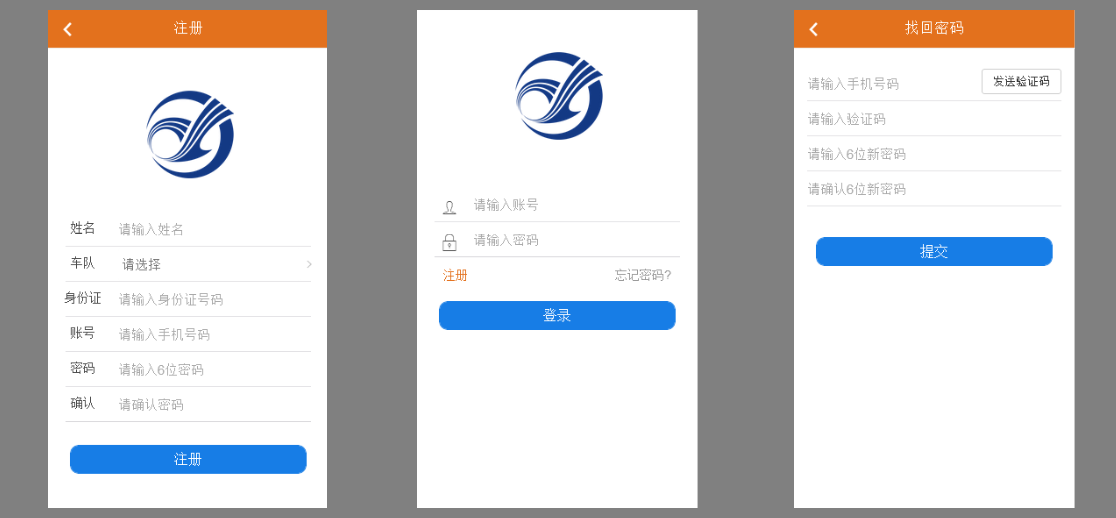 注册
姓名 请输入姓名
车队 请选择
身份证 请输入身份证号码
账号 请输入手机号码
密码 请输入6位密码
确认 请确认密码
注册
请输入账号
请输入密码
注册 忘记密码?
登录
找回密码
请输入手机号码 发送验证码
请输入验证码
请输入6位新密码
请确认6位新密码
提交